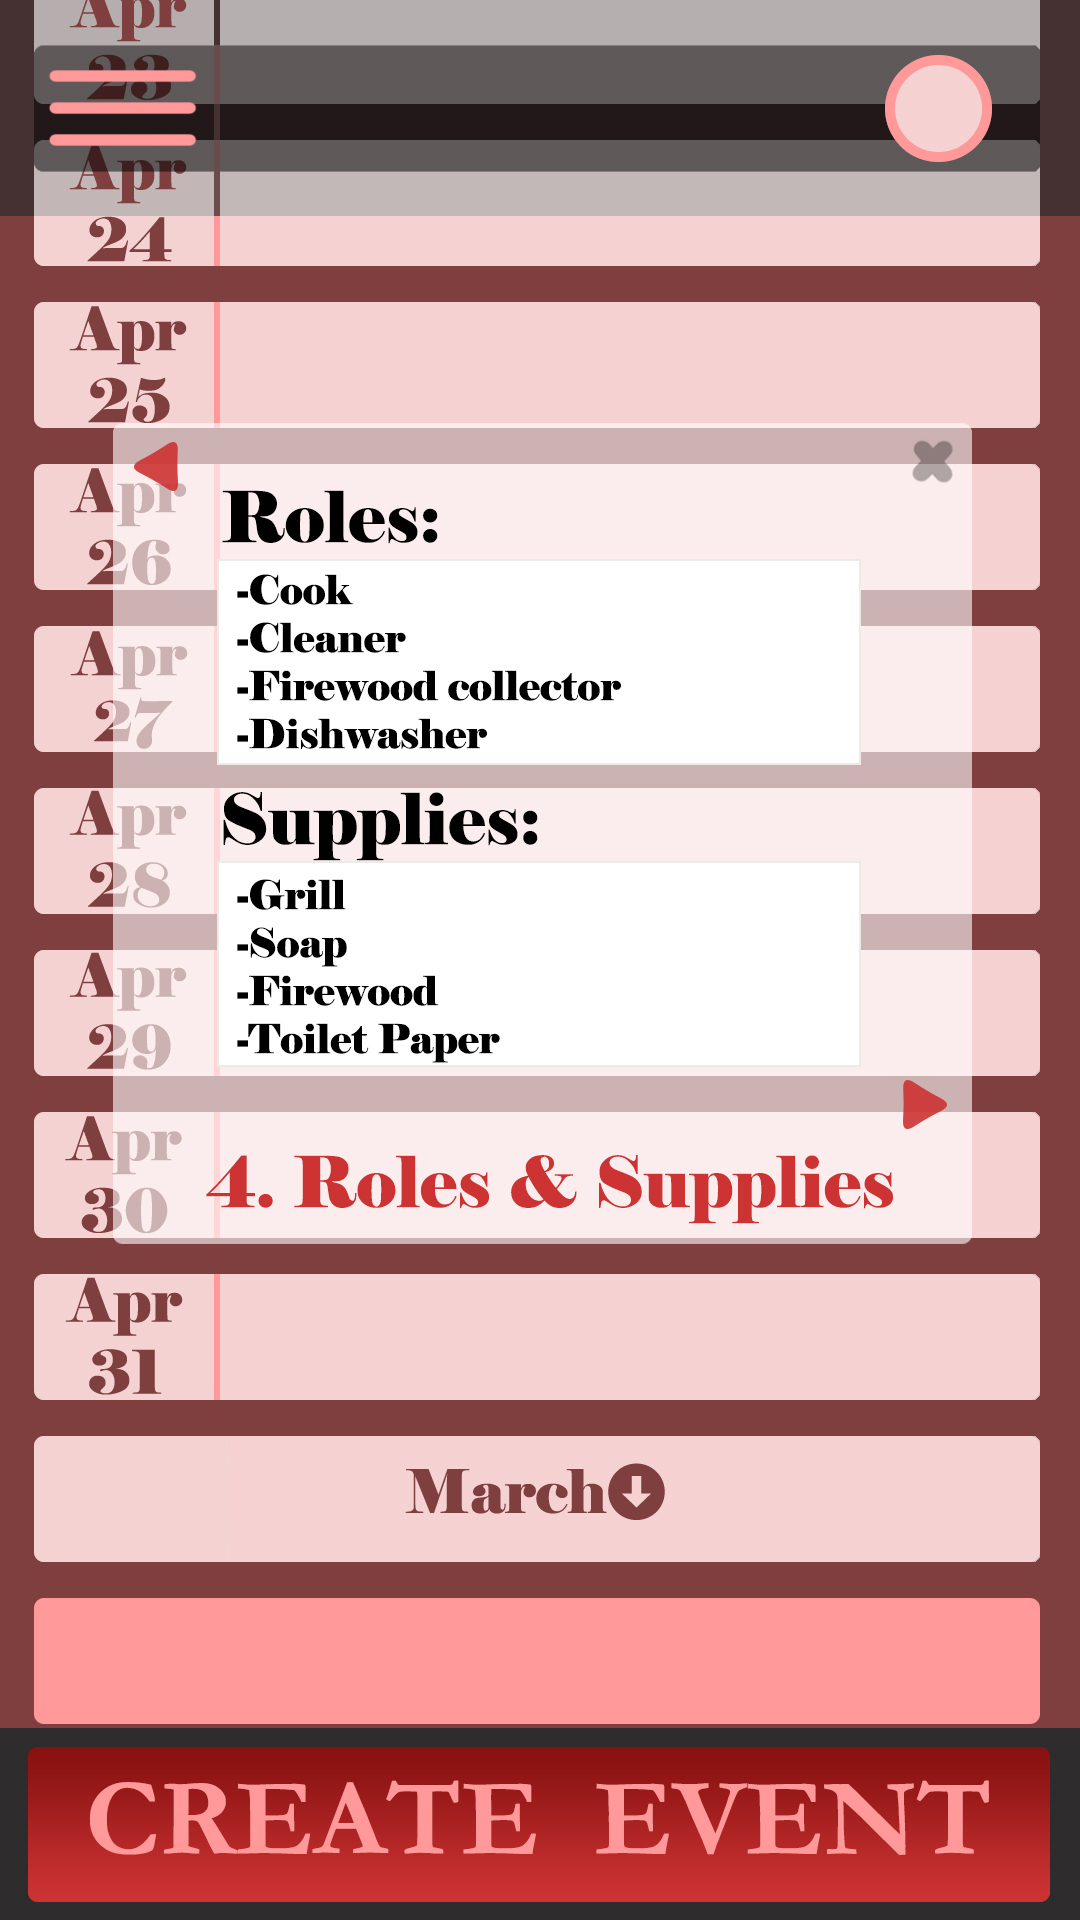 Apr
23
Apr
24
Apr
25
Apr
26
Roles:
-Cook
-Cleaner
-Firewood collector
-Dishwasher
Apr
27
Supplies:
-Grill
-Soap
-Firewood
-Toilet Paper
Apr
28
Apr
29
Apr
30
4. Roles & Supplies
Apr
31
March
CREATE EVENT